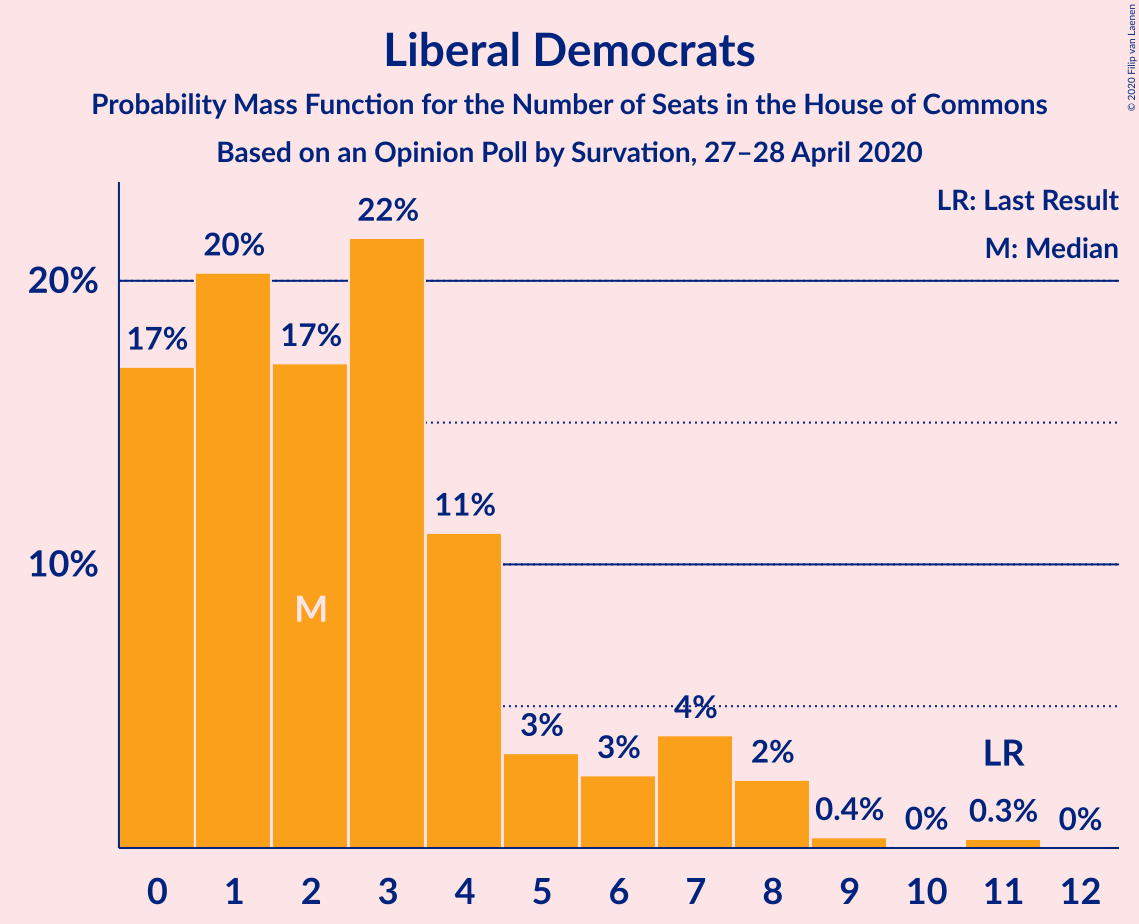 Liberal Democrats
Probability Mass Function for the Number of Seats in the House of Commons
Based on an Opinion Poll by Survation, 27–28 April 2020
© 2020 Filip van Laenen
LR: Last Result
M: Median
20%
10%
17%
20%
17%
22%
11%
3%
3%
4%
2%
0.4%
0%
0.3%
0%
M
LR
0 1 2 3 4 5 6 7 8 9 10 11 12